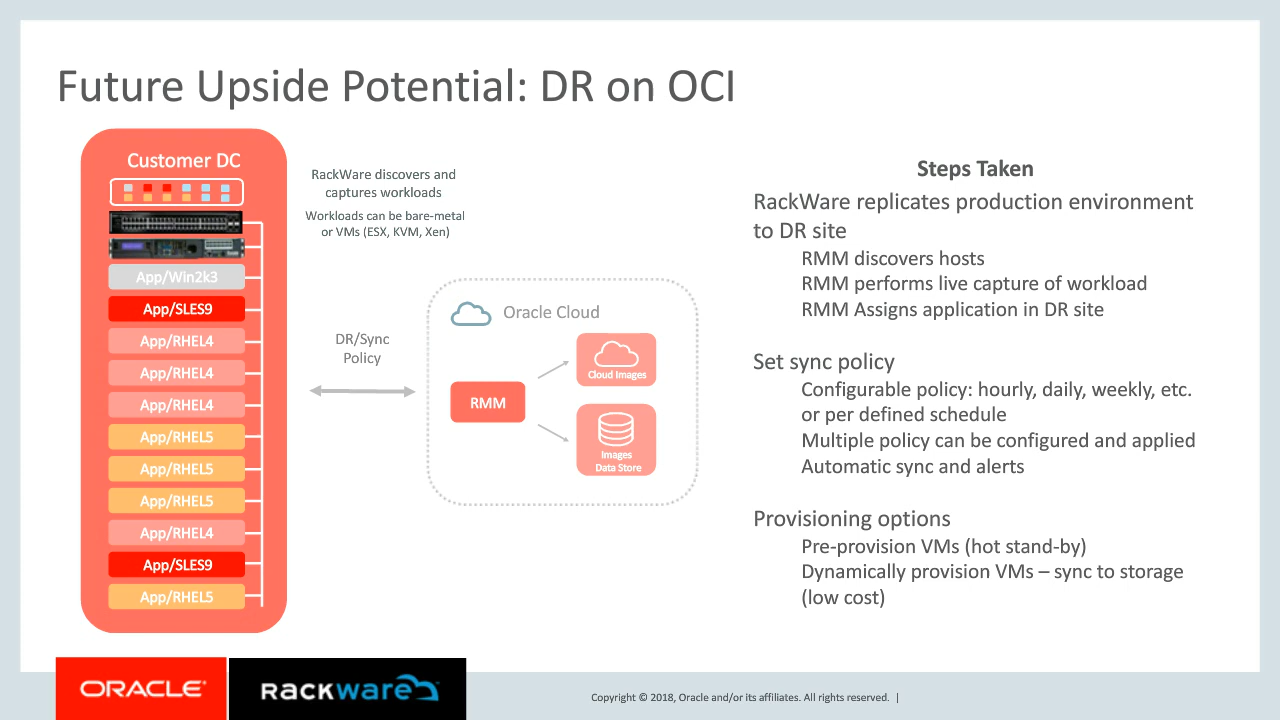 Future Upside Potential: DR on OCI
Customer DC
App/Win2k3
App/SLES9
App/RHEL4
App/RHEL4
App/RHEL4
App/RHEL5
App/RHEL5
App/RHEL5
App/RHEL4
App/SLES9
App/RHEL5
RackWare discovers and
captures workloads
Workloads can be bare-metal
or VMs (ESX, KVM, Xen)
DR/Sync
Policy
Oracle Cloud
RMM
Cloud Images
Images
Data Store
Steps Taken
RackWare replicates production environment
to DR site
RMM discovers hosts
RMM performs live capture of workload
RMM Assigns application in DR site
Set sync policy
Configurable policy: hourly, daily, weekly, etc.
or per defined schedule
Multiple policy can be configured and applied
Automatic sync and alerts
Provisioning options
Pre-provision VMs (hot stand-by)
Dynamically provision VMs – sync to storage
(low cost)
ORACLE
RACKWARE
Copyright © 2018, Oracle and/or its affiliates. All rights reserved. |